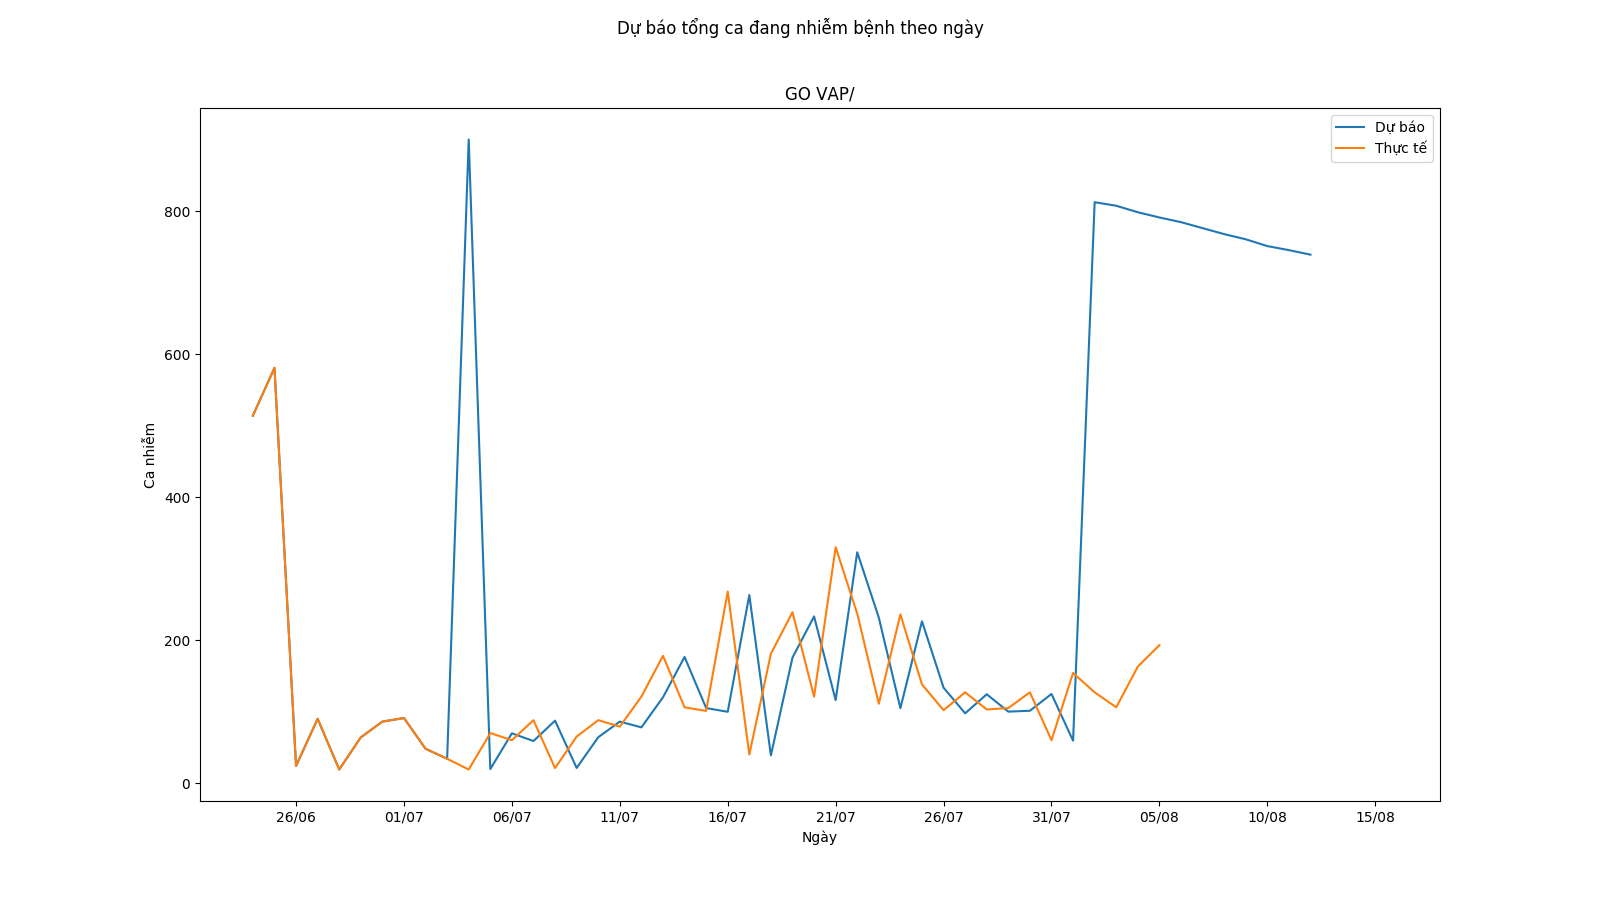 Dự báo tổng ca đang nhiễm bệnh theo ngày
GO VAP/
Dự báo
Thực tế
800
600
400
200
0
Ca nhiễm
26/06 01/07 06/07 11/07 16/07 21/07 26/07 31/07 05/08 10/08 15/08
Ngày